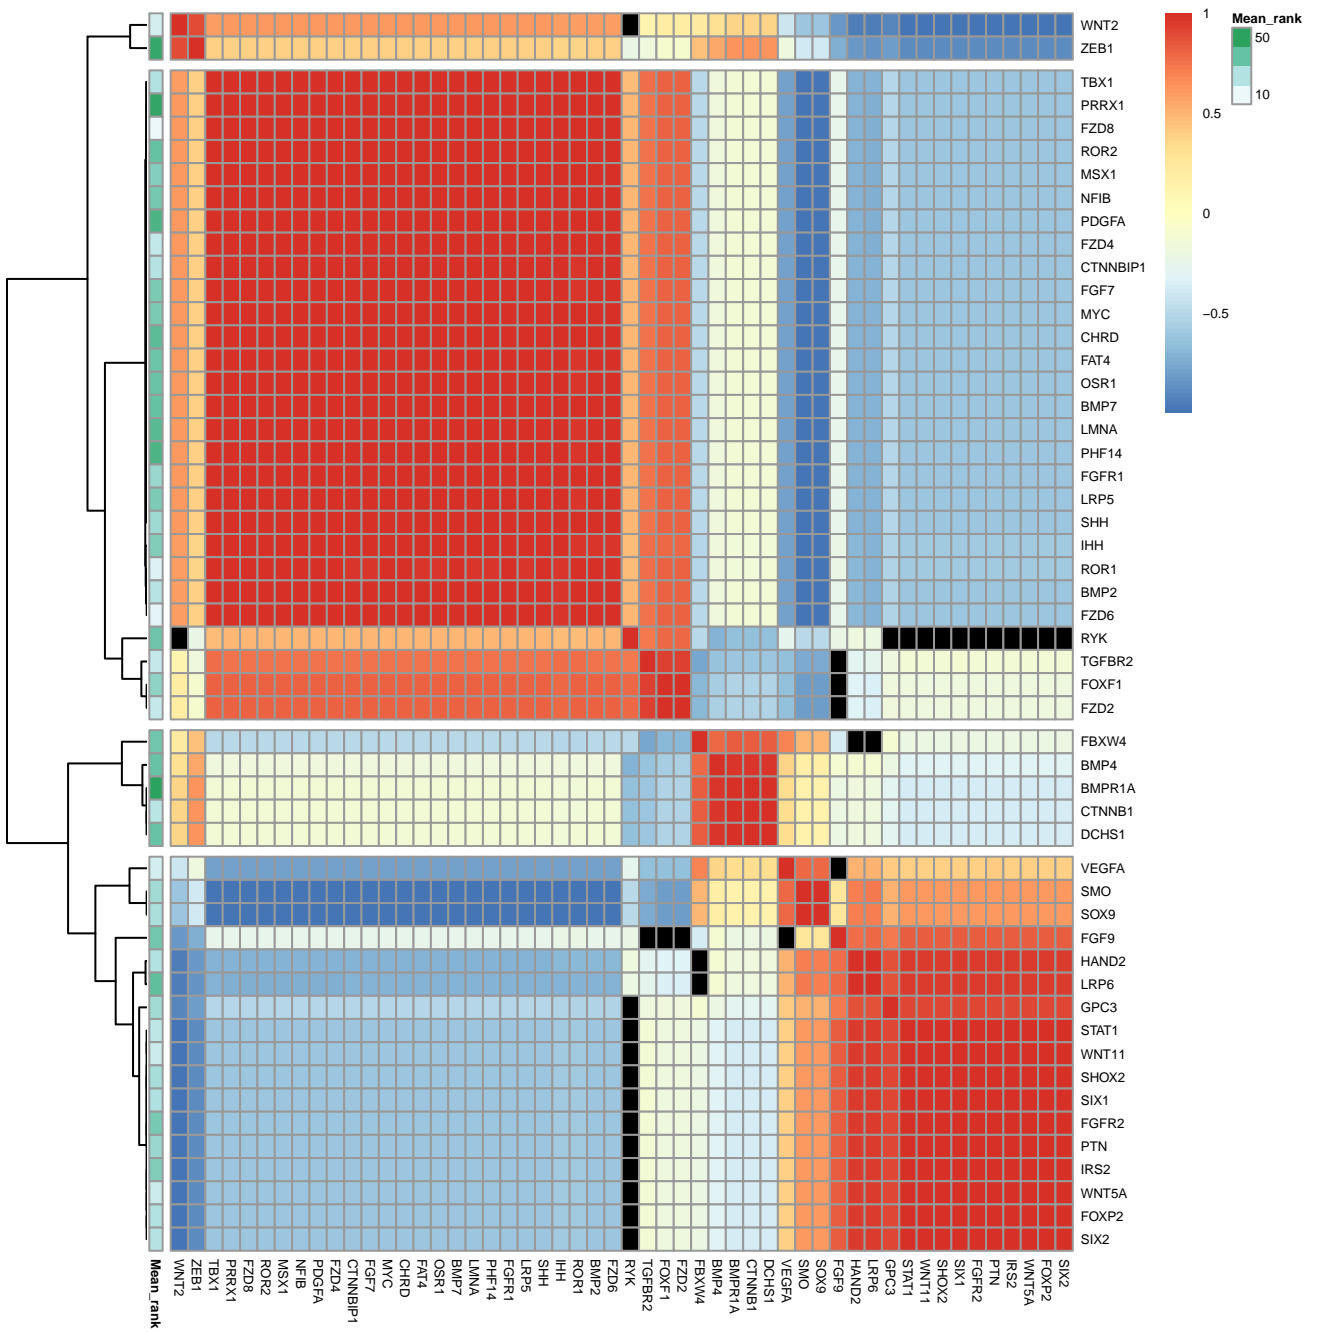 1
0.5
0
−0.5
Mean_rank
50
10
WNT2
ZEB1
TBX1
PRRX1
FZD8
ROR2
MSX1
NFIB
PDGFA
FZD4
CTNNBIP1
FGF7
MYC
CHRD
FAT4
OSR1
BMP7
LMNA
PHF14
FGFR1
LRP5
SHH
IHH
ROR1
BMP2
FZD6
RYK
TGFBR2
FOXF1
FZD2
FBXW4
BMP4
BMPR1A
CTNNB1
DCHS1
VEGFA
SMO
SOX9
FGF9
HAND2
LRP6
GPC3
STAT1
WNT11
SHOX2
SIX1
FGFR2
PTN
IRS2
WNT5A
FOXP2
SIX2
Mean_rank
WNT2
ZEB1
TBX1
PRRX1
FZD8
ROR2
MSX1
NFIB
PDGFA
FZD4
CTNNBIP1
FGF7
MYC
CHRD
FAT4
OSR1
BMP7
LMNA
PHF14
FGFR1
LRP5
SHH
IHH
ROR1
BMP2
FZD6
RYK
TGFBR2
FOXF1
FZD2
FBXW4
BMP4
BMPR1A
CTNNB1
DCHS1
VEGFA
SMO
SOX9
FGF9
HAND2
LRP6
GPC3
STAT1
WNT11
SHOX2
SIX1
FGFR2
PTN
IRS2
WNT5A
FOXP2
SIX2